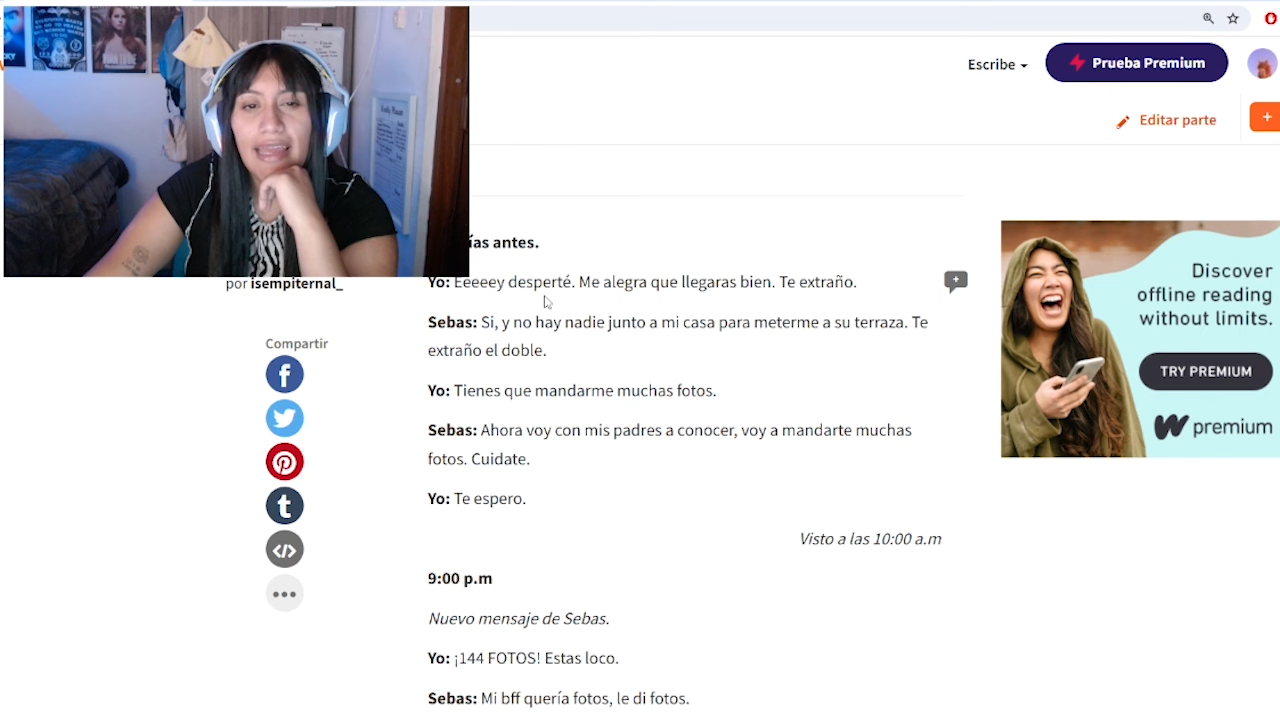 Escribe
Prueba Premium
Editar parte
+
ías antes.
por isempiternal_
Yo: Eeeeey desperté. Me alegra que llegaras bien. Te extraño.
+
Sebas: Si, y no hay nadie junto a mi casa para meterme a su terraza. Te
extraño el doble.
Yo: Tienes que mandarme muchas fotos.
Sebas: Ahora voy con mis padres a conocer, voy a mandarte muchas
fotos. Cuidate.
Yo: Te espero.
Visto a las 10:00 a.m
9:00 p.m
Nuevo mensaje de Sebas.
Yo: ¡144 FOTOS! Estas loco.
Sebas: Mi bff quería fotos, le di fotos.
Compartir
Discover
offline reading
without limits.
TRY PREMIUM
premium